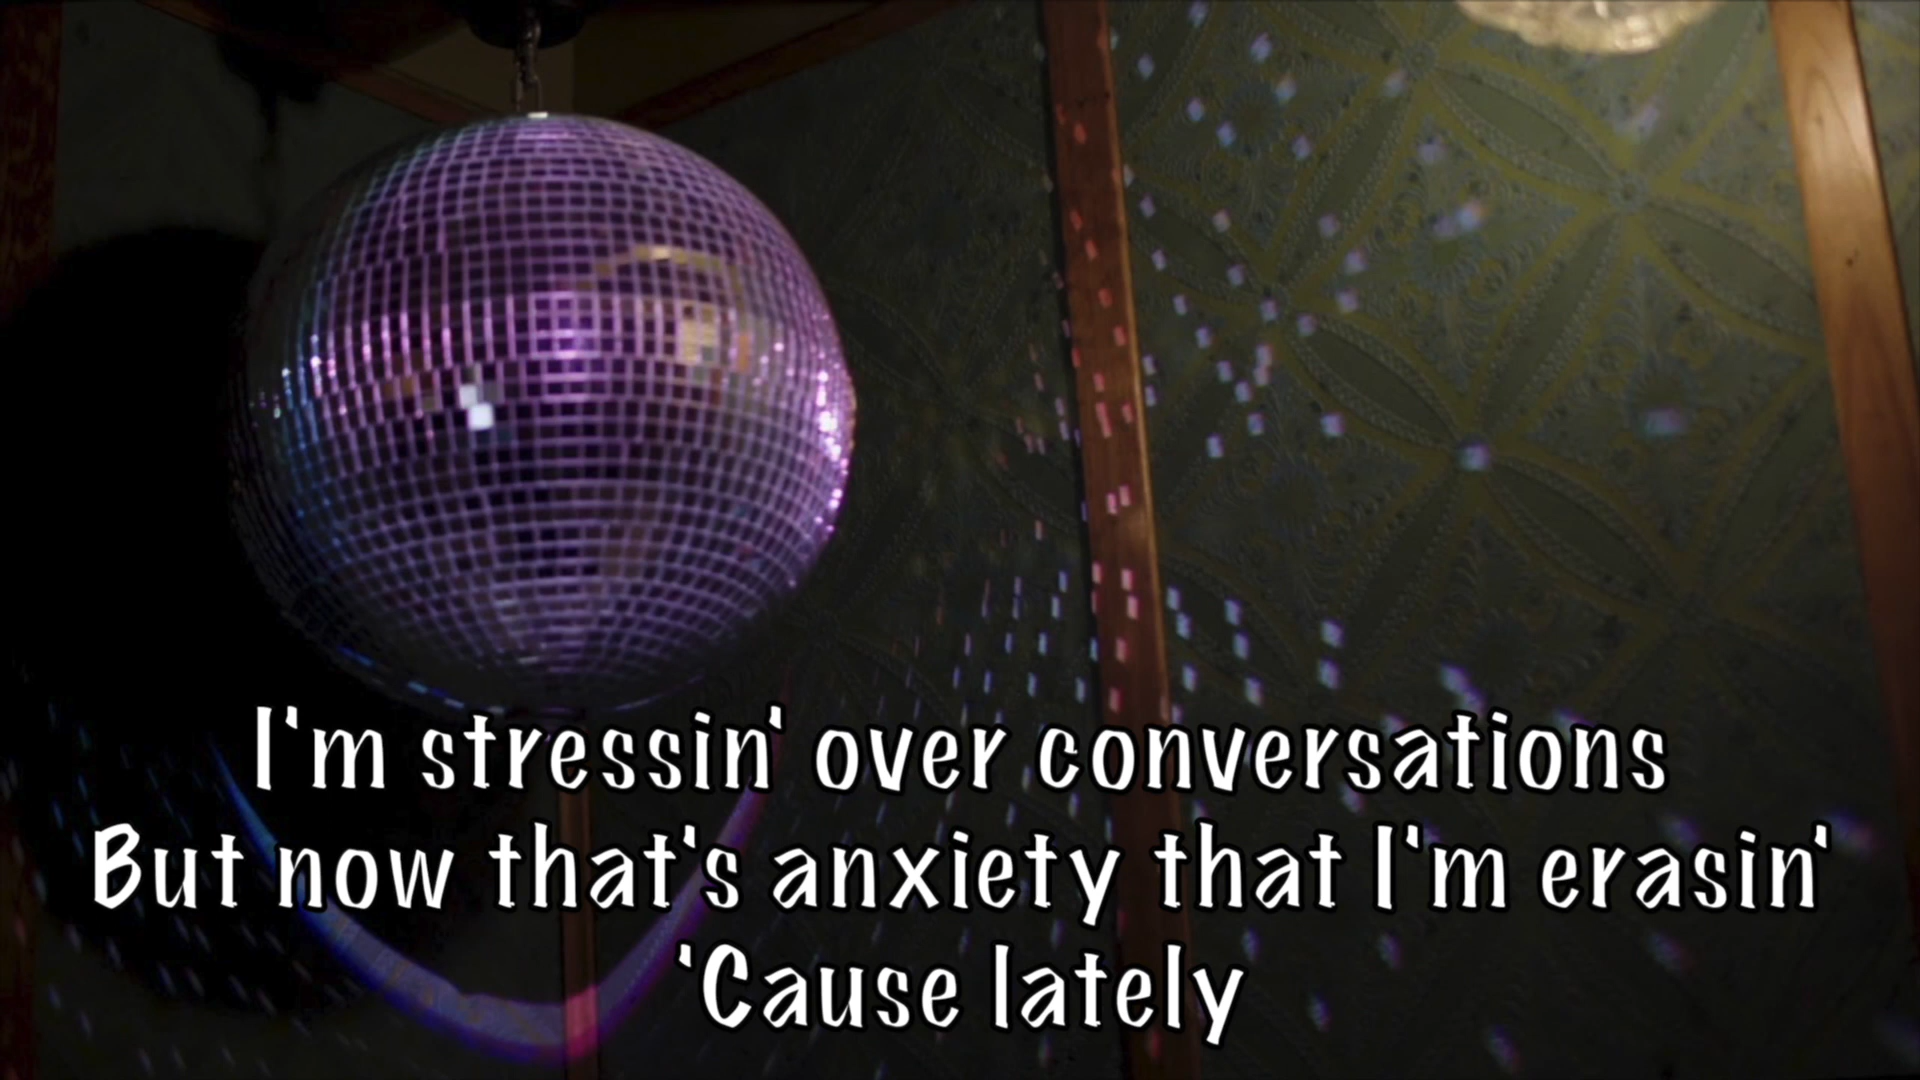 I'm stressin' over conversations
But now that's anxiety that I'm erasin'
'Cause lately